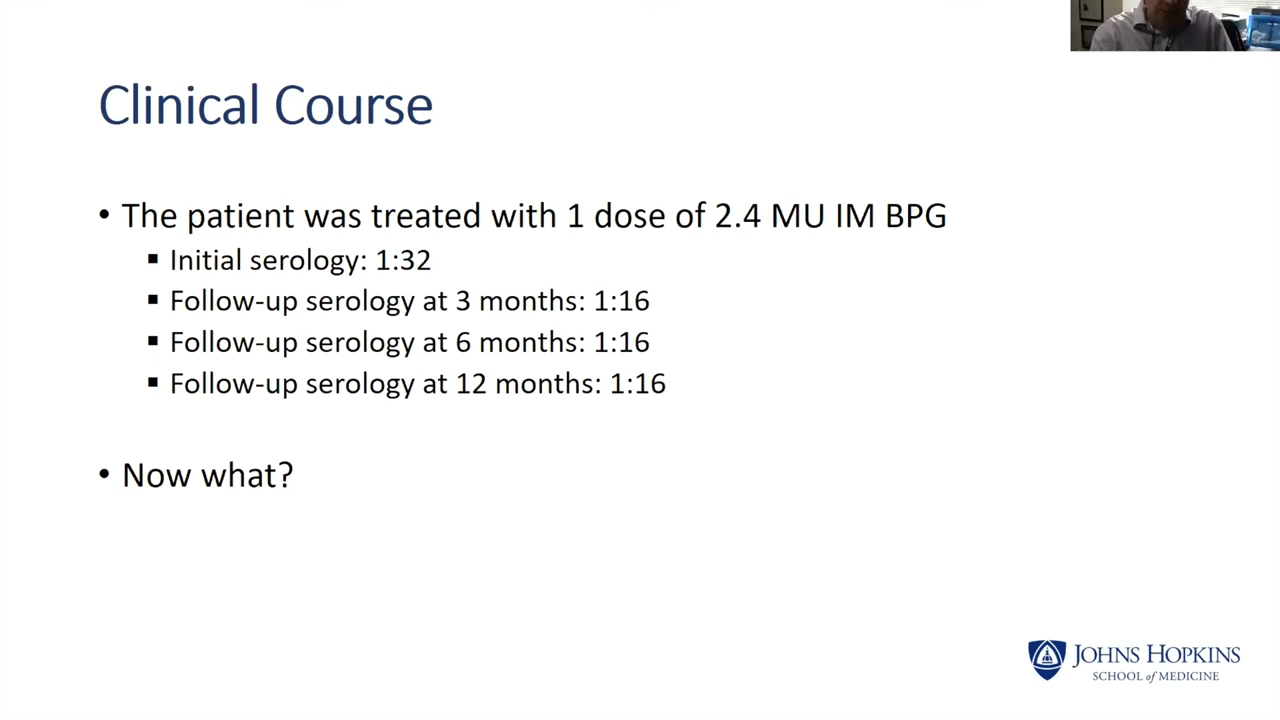 Clinical Course
• The patient was treated with 1 dose of 2.4 MU IM BPG
▪ Initial serology: 1:32
▪ Follow-up serology at 3 months: 1:16
▪ Follow-up serology at 6 months: 1:16
▪ Follow-up serology at 12 months: 1:16
• Now what?
JOHNS HOPKINS
SCHOOL of MEDICINE